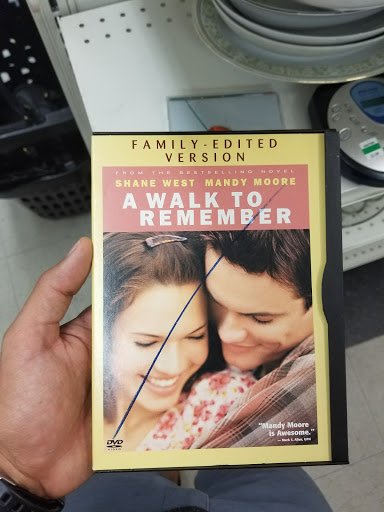 FAMILY-EDITED
VERSION
FROM THE BESTSELLING NOVEL
SHANE WEST MANDY MOORE
A WALK TO
REMEMBER
"Mandy Moore
is Awesome."
DVD
VIDEO